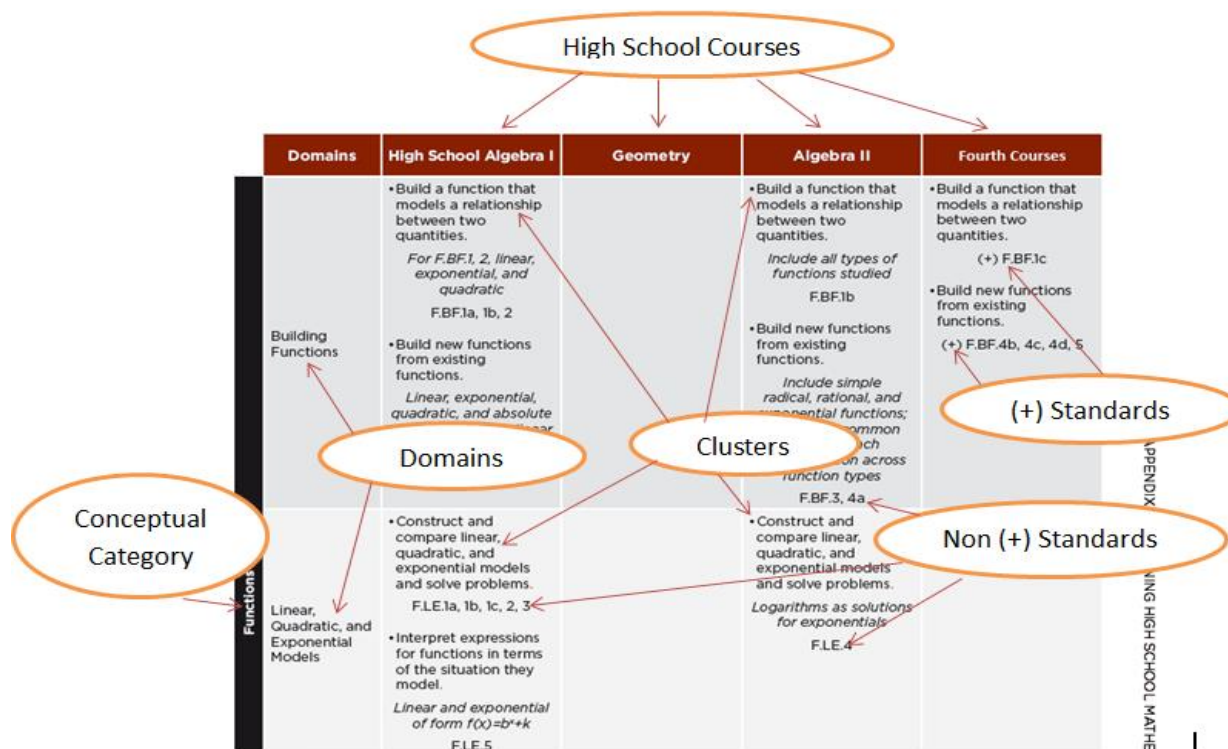 High School Courses
Domains
High School Algebra I
Geometry
Algebra II
Fourth Courses
Functions
Building
Functions
•Build a function that
models a relationship
between two
quantities.
For F.BF.1, 2, linear,
exponential, and
quadratic
F.BF.1a, 1b, 2
•Build new functions
from existing
functions.
Linear, exponential,
quadratic, and absolute
•Build a function that
models a relationship
between two
quantities.
Include all types of
functions studied
F.BF.1b
•Build new functions
from existing
functions.
Include simple
radical, rational, and
exponential functions;
common
across
function types
F.BF.3, 4a
•Build a function that
models a relationship
between two
quantities.
(+) F.BF.1c
•Build new functions
from existing
functions.
(+) F.BF.4b, 4c, 4d, 5
(+) Standards
Domains
Clusters
Conceptual
Category
Non (+) Standards
Linear,
Quadratic, and
Exponential
Models
• Construct and
compare linear,
quadratic, and
exponential models
and solve problems.
F.LE.1a, 1b, 1c, 2, 3
• Interpret expressions
for functions in terms
of the situation they
model.
Linear and exponential
of form f(x)=bˣ+k
F.LE.5
• Construct and
compare linear,
quadratic, and
exponential models
and solve problems.
Logarithms as solutions
for exponentials
F.LE.4
APPENDIX NING HIGH SCHOOL MATHE